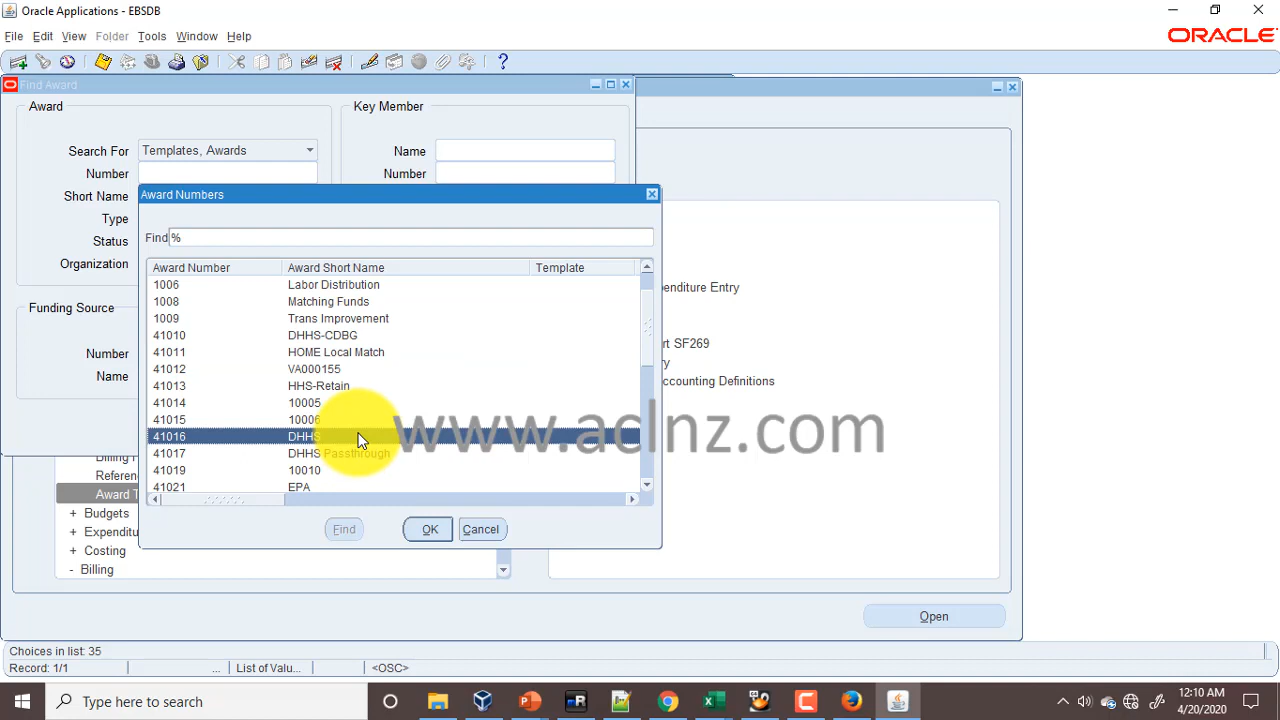 Oracle Applications - EBSDB
File Edit View Folder Tools Window Help
ORACLE
Find Award
Award
Key Member
Search For Templates, Awards
Name
Number
Number
Short Name
Type
Status
Organization
Funding Source
Number
Name
Award Numbers
Find %
Award Number Award Short Name Template
1006 Labor Distribution
1008 Matching Funds
1009 Trans Improvement
41010 DHHS-CDBG
41011 HOME Local Match
41012 VA000155
41013 HHS-Retain
41014 10005
41015 10006
41016 DHHS
41017 DHHS Passthrough
41019 10010
41021 EPA
Find OK Cancel
enditure Entry
rt SF269
ry
ccounting Definitions
www.aclnz.com
Referen
Award T
+ Budgets
+ Expenditu
+ Costing
- Billing
Open
Choices in list: 35
Record: 1/1 ... List of Valu... <OSC>
Type here to search
12:10 AM
4/20/2020